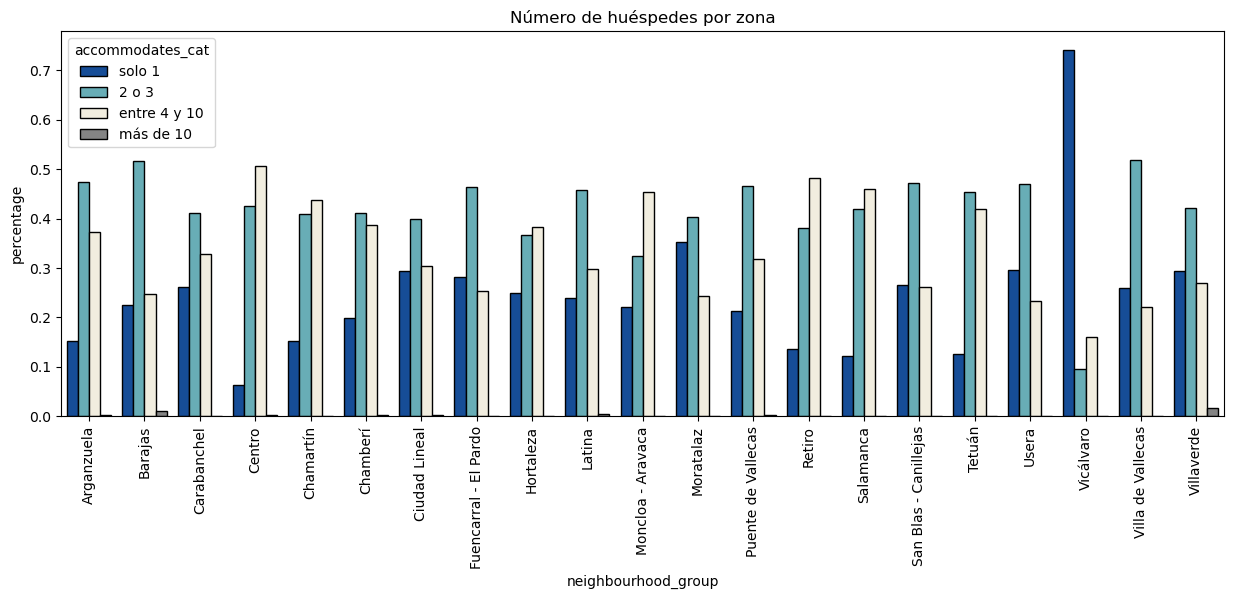 Número de huéspedes por zona
accommodates_cat
solo 1
2 o 3
entre 4 y 10
más de 10
percentage
0.7
0.6
0.5
0.4
0.3
0.2
0.1
0.0
Arganzuela
Barajas
Carabanchel
Centro
Chamartín
Chamberí
Ciudad Lineal
Fuencarral - El Pardo
Hortaleza
Latina
Moncloa - Aravaca
Moratalaz
Puente de Vallecas
Retiro
Salamanca
San Blas - Canillejas
Tetuán
Usera
Vicálvaro
Villa de Vallecas
Villaverde
neighbourhood_group